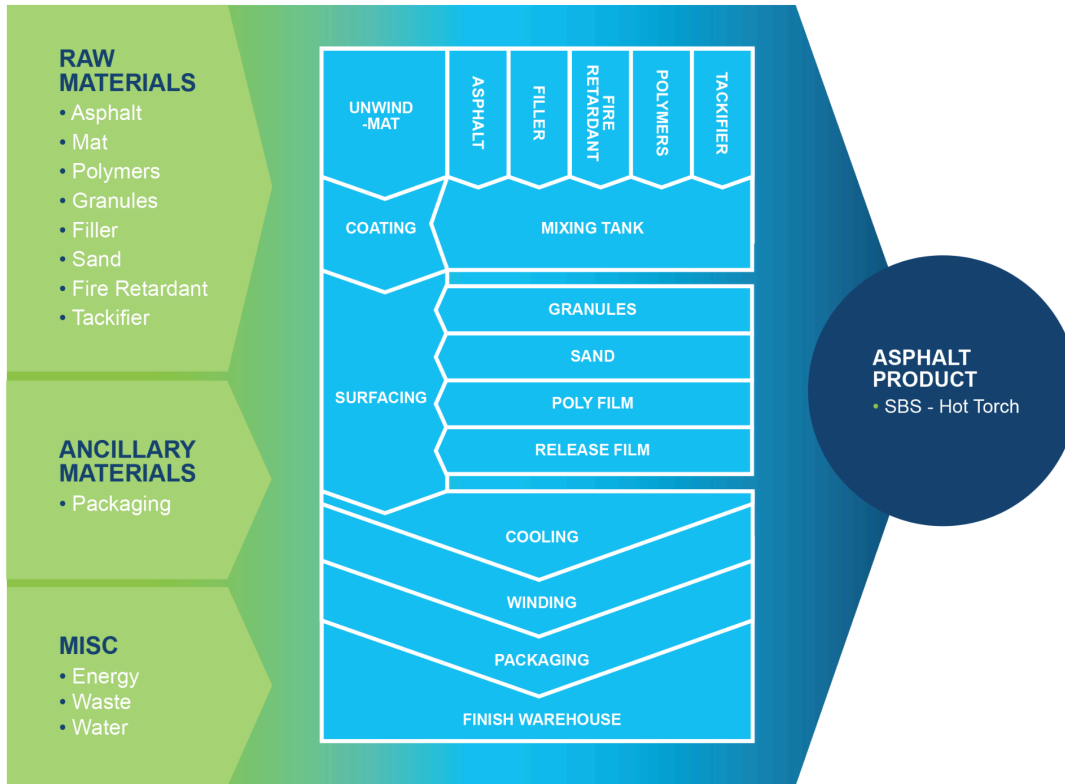 RAW
MATERIALS
• Asphalt
• Mat
• Polymers
• Granules
• Filler
• Sand
• Fire Retardant
• Tackifier
ANCILLARY
MATERIALS
• Packaging
MISC
• Energy
• Waste
• Water
UNWIND
-MAT
ASPHALT
FILLER
FIRE
RETARDANT
POLYMERS
TACKIFIER
COATING
MIXING TANK
SURFACING
GRANULES
SAND
POLY FILM
RELEASE FILM
COOLING
WINDING
PACKAGING
FINISH WAREHOUSE
ASPHALT
PRODUCT
• SBS - Hot Torch